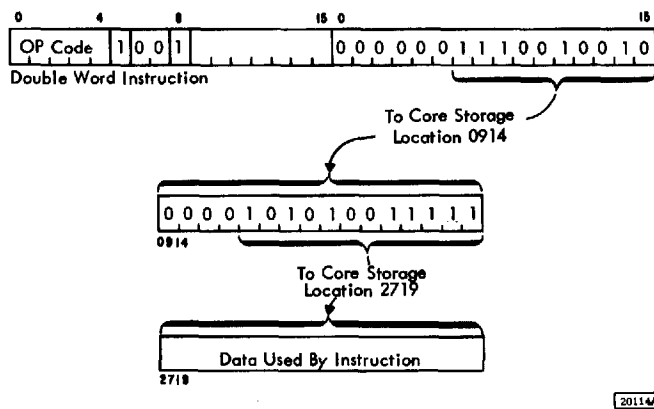 0 4 8 15 0 15
OP Code 1 0 0 1 0 0 0 0 0 0 1 1 1 0 0 1 0 0 1 0
Double Word Instruction
To Core Storage
Location 0914
0 0 0 0 1 0 1 0 1 0 0 1 1 1 1 1
0914
To Core Storage
Location 2719
Data Used By Instruction
2719
20114A